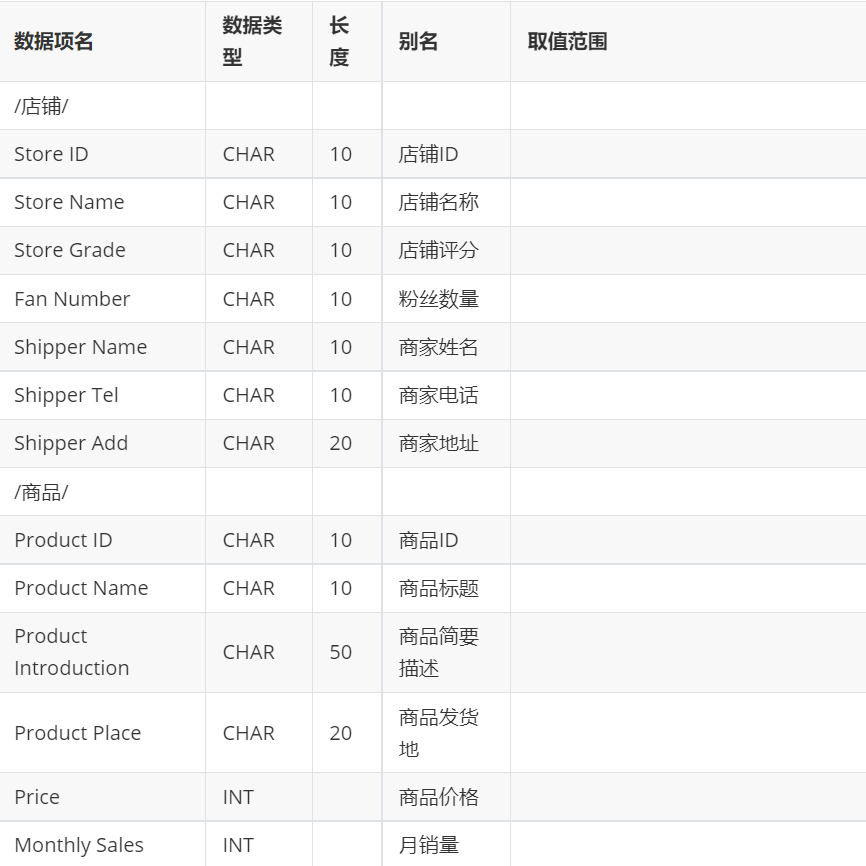 数据项名 数据类型 长度 别名 取值范围
/店铺/
Store ID CHAR 10 店铺ID
Store Name CHAR 10 店铺名称
Store Grade CHAR 10 店铺评分
Fan Number CHAR 10 粉丝数量
Shipper Name CHAR 10 商家姓名
Shipper Tel CHAR 10 商家电话
Shipper Add CHAR 20 商家地址
/商品/
Product ID CHAR 10 商品ID
Product Name CHAR 10 商品标题
Product Introduction CHAR 50 商品简要描述
Product Place CHAR 20 商品发货地
Price INT 商品价格
Monthly Sales INT 月销量